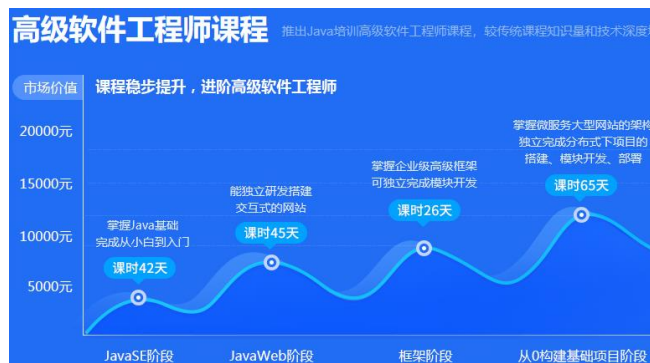 高级软件工程师课程
推出Java培训高级软件工程师课程，较传统课程知识量和技术深度
市场价值
课程稳步提升，进阶高级软件工程师
20000元
15000元
10000元
5000元
掌握Java基础
完成从小白到入门
课时42天
能独立研发搭建
交互式的网站
课时45天
掌握企业级高级框架
可独立完成模块开发
课时26天
掌握微服务大型网站的架构
独立完成分布式下项目的
搭建、模块开发、部署
课时65天
JavaSE阶段
JavaWeb阶段
框架阶段
从0构建基础项目阶段